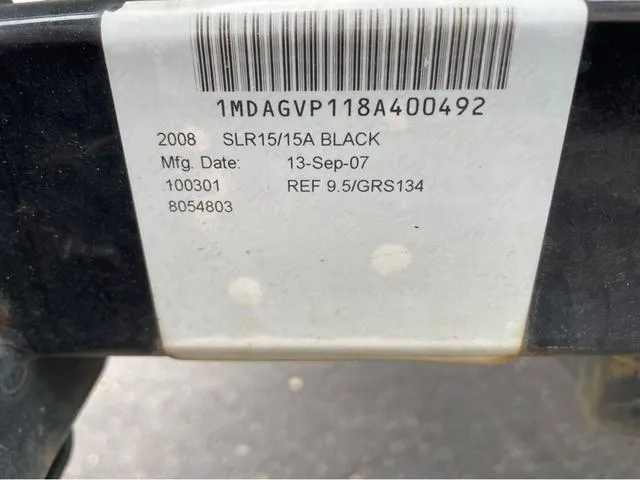 1MDAGVP118A400492
2008 SLR15/15A BLACK
Mfg. Date: 13-Sep-07
100301 REF 9.5/GRS134
8054803